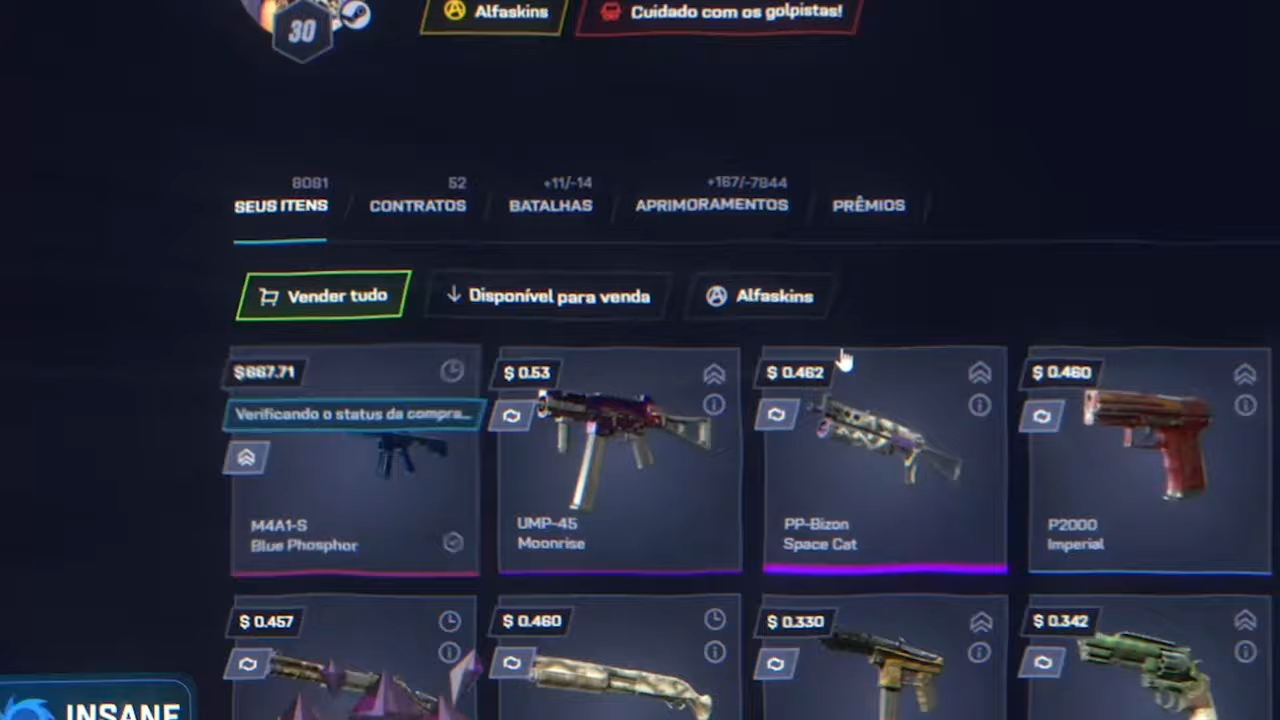 30
Alfaskins
Cuidado com os golpistas!
8081 52 +11/-14 +167/-7844
SEUS ITENS CONTRATOS BATALHAS APRIMORAMENTOS PRÊMIOS
Vender tudo
Disponível para venda
Alfaskins
$667.71
$ 0.53
$ 0.462
$ 0.460
Verificando o status da compra...
M4A1-S
Blue Phosphor
UMP-45
Moonrise
PP-Bizon
Space Cat
P2000
Imperial
$ 0.457
$ 0.460
$ 0.330
$ 0.342
INSANE